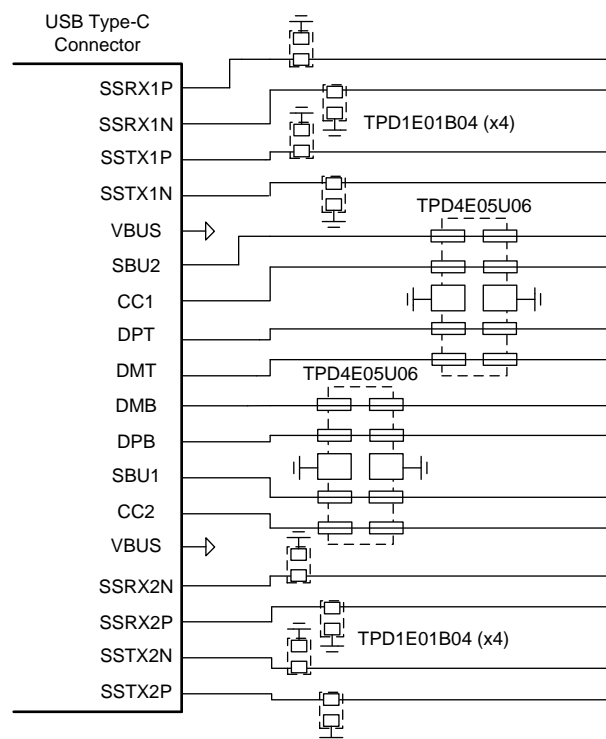 USB Type-C
Connector
SSRX1P
SSRX1N
TPD1E01B04 (x4)
SSTX1P
SSTX1N
TPD4E05U06
VBUS
SBU2
CC1
DPT
DMT
TPD4E05U06
DMB
DPB
SBU1
CC2
VBUS
SSRX2N
SSRX2P
TPD1E01B04 (x4)
SSTX2N
SSTX2P